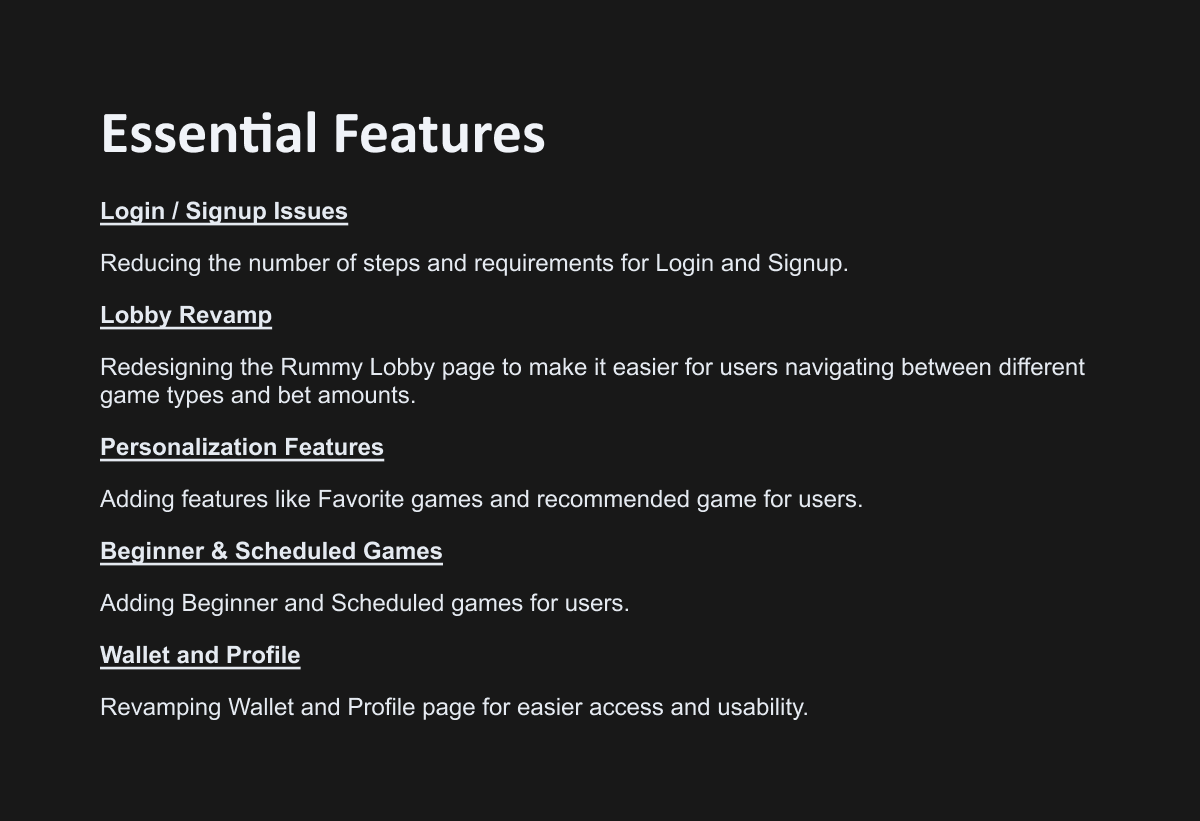 Essential Features
Login / Signup Issues
Reducing the number of steps and requirements for Login and Signup.
Lobby Revamp
Redesigning the Rummy Lobby page to make it easier for users navigating between different
game types and bet amounts.
Personalization Features
Adding features like Favorite games and recommended game for users.
Beginner & Scheduled Games
Adding Beginner and Scheduled games for users.
Wallet and Profile
Revamping Wallet and Profile page for easier access and usability.